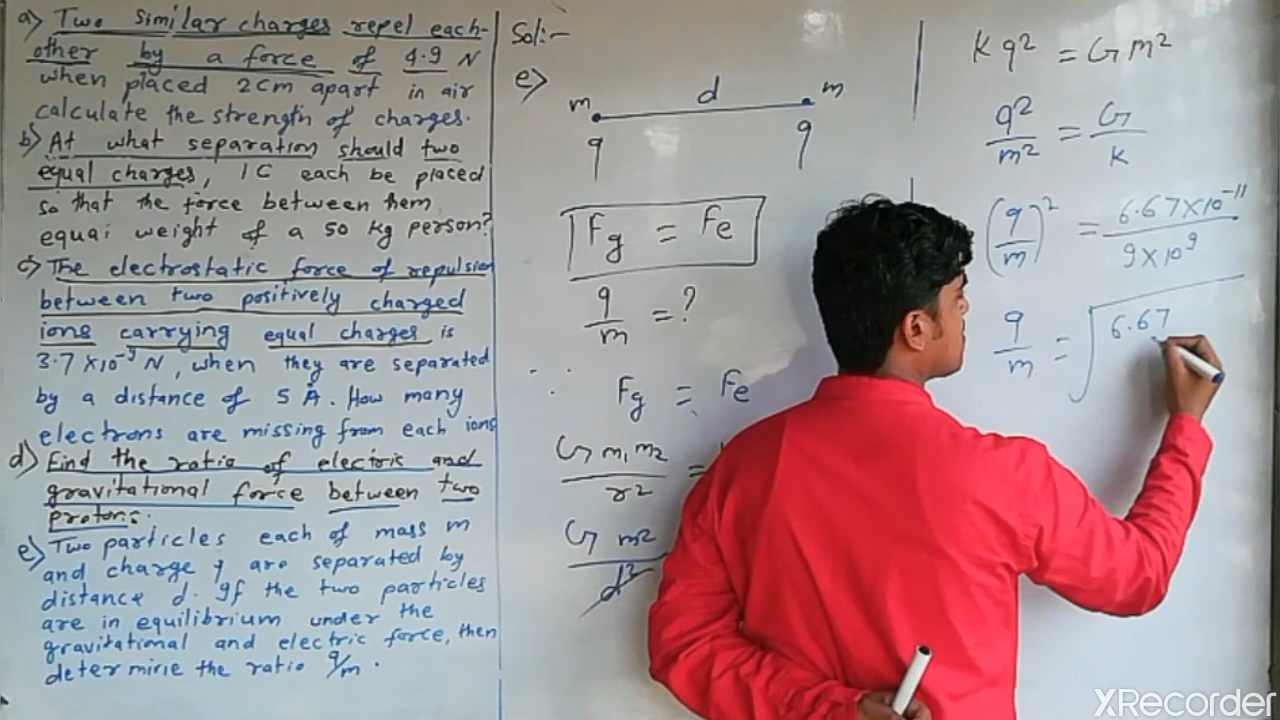 a) Two similar charges repel each-
other by a force of 4.9 N
when placed 2cm apart in air
calculate the strength of charges.
b) At what separation should two
equal charges, 1C each be placed
so that the force between them
equai weight of a 50 kg person?
c) The electrostatic force of repulsion
between two positively charged
ions carrying equal charges is
3.7 ×10⁻⁹ N, when they are separated
by a distance of 5 Å. How many
electrons are missing from each ions
d) Find the ratio of electric and
gravitational force between two
protons.
e) Two particles each of mass m
and charge q are separated by
distance d. If the two particles
are in equilibrium under the
gravitational and electric force, then
determine the ratio q/m.
Sol:-
e)
m d m
q q
Fg = Fe
q/m = ?
∵ Fg = Fe
G m₁ m₂ / r² =
G m² / d²
K q² = G m²
q²/m² = G/K
(q/m)² = 6.67×10⁻¹¹ / 9×10⁹
q/m = √ 6.67
XRecorder